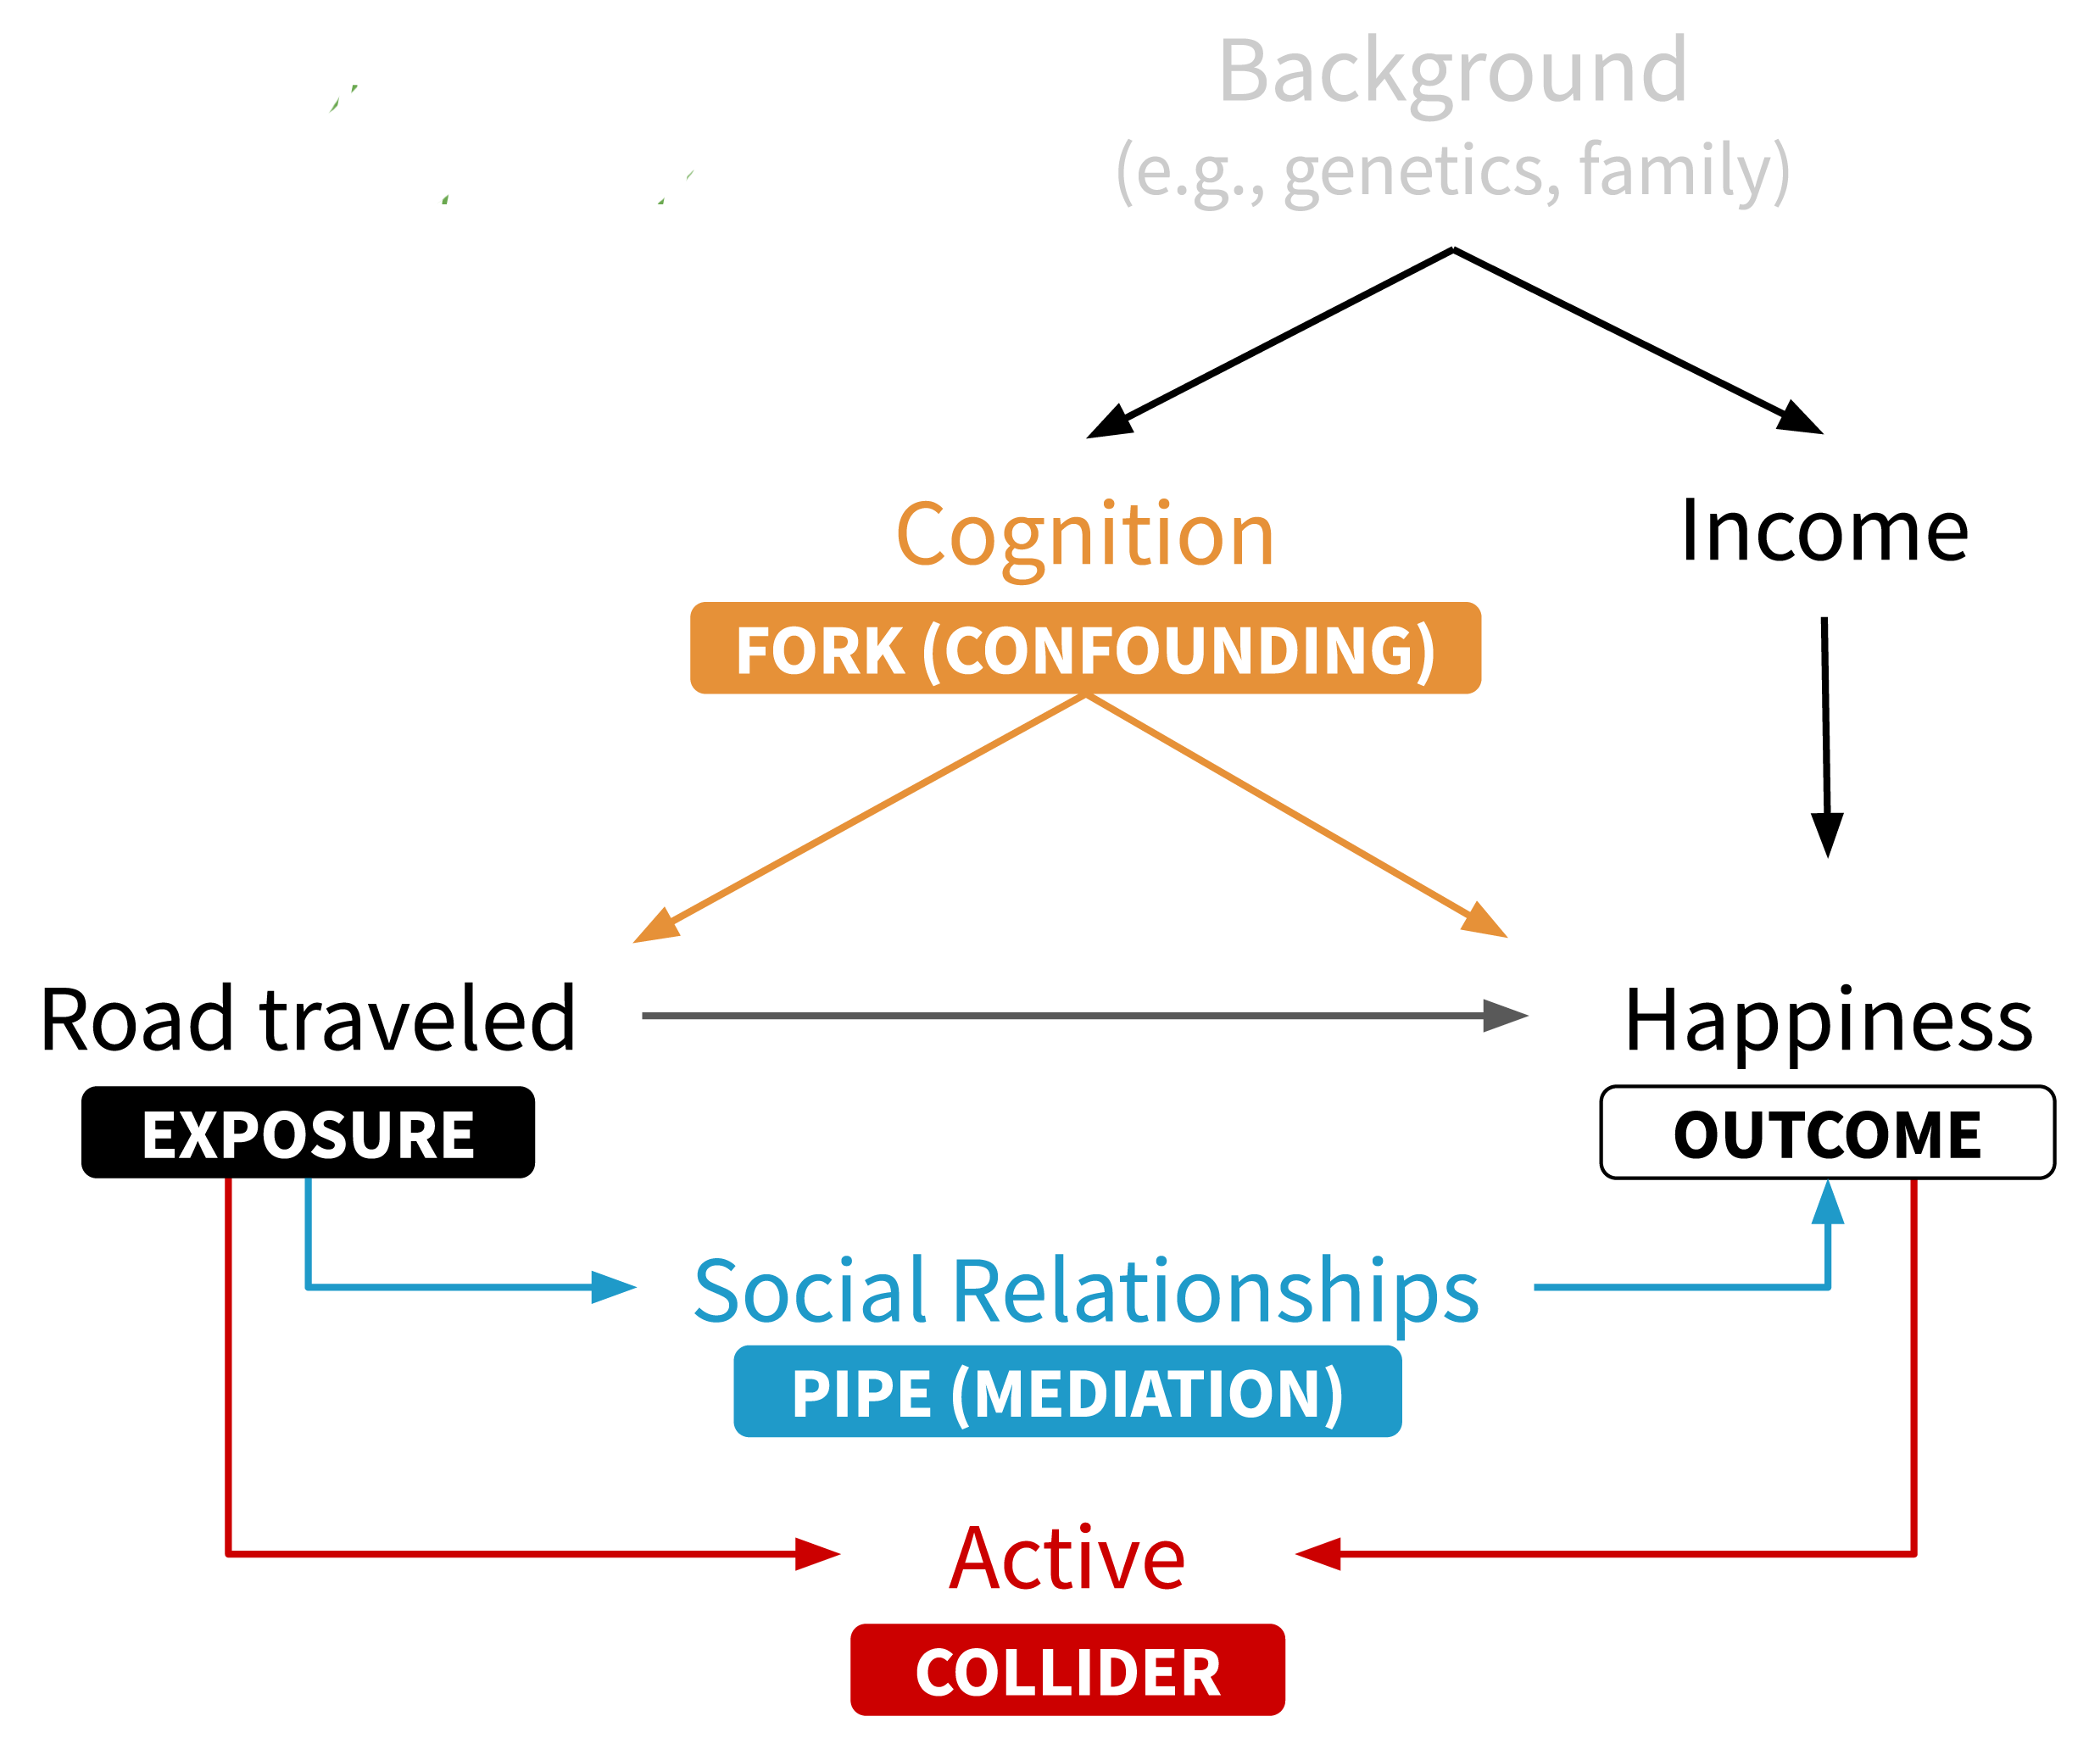 Background
(e.g., genetics, family)
Cognition
Income
FORK (CONFOUNDING)
Road traveled
Happiness
EXPOSURE
OUTCOME
Social Relationships
PIPE (MEDIATION)
Active
COLLIDER